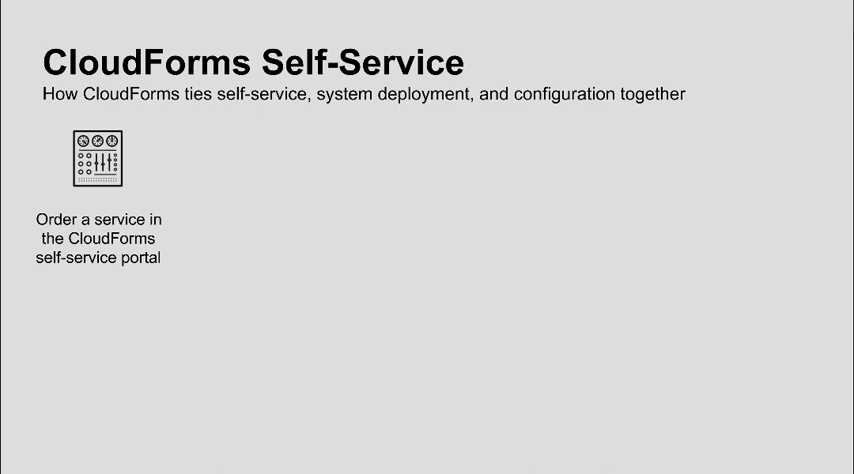 CloudForms Self-Service
How CloudForms ties self-service, system deployment, and configuration together
Order a service in
the CloudForms
self-service portal